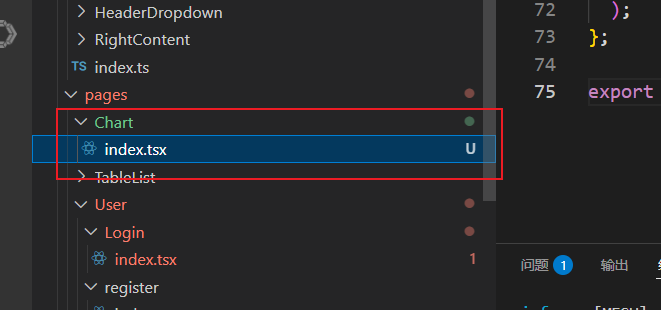 HeaderDropdown
RightContent
TS index.ts
pages
Chart
index.tsx U
TableList
User
Login
index.tsx 1
register
72 );
73 };
74
75 export
问题 1 输出